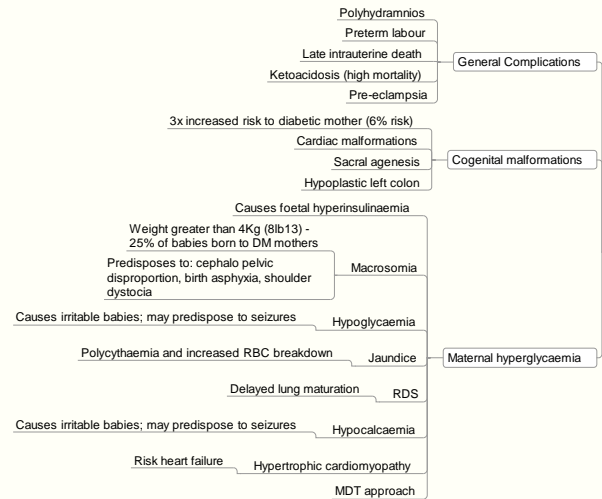 Polyhydramnios
Preterm labour
Late intrauterine death
Ketoacidosis (high mortality)
Pre-eclampsia
General Complications
3x increased risk to diabetic mother (6% risk)
Cardiac malformations
Sacral agenesis
Hypoplastic left colon
Cogenital malformations
Causes foetal hyperinsulinaemia
Weight greater than 4Kg (8lb13) -
25% of babies born to DM mothers
Predisposes to: cephalo pelvic
disproportion, birth asphyxia, shoulder
dystocia
Macrosomia
Causes irritable babies; may predispose to seizures
Hypoglycaemia
Polycythaemia and increased RBC breakdown
Jaundice
Maternal hyperglycaemia
Delayed lung maturation
RDS
Causes irritable babies; may predispose to seizures
Hypocalcaemia
Risk heart failure
Hypertrophic cardiomyopathy
MDT approach